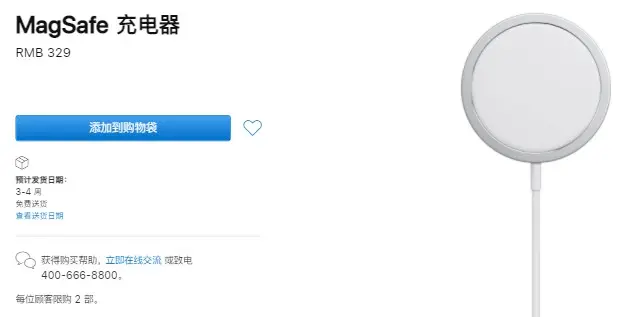 MagSafe 充电器
RMB 329
添加到购物袋
预计发货日期：
3-4 周
免费送货
查看送货日期
获得购买帮助，立即在线交流 或致电
400-666-8800。
每位顾客限购 2 部。